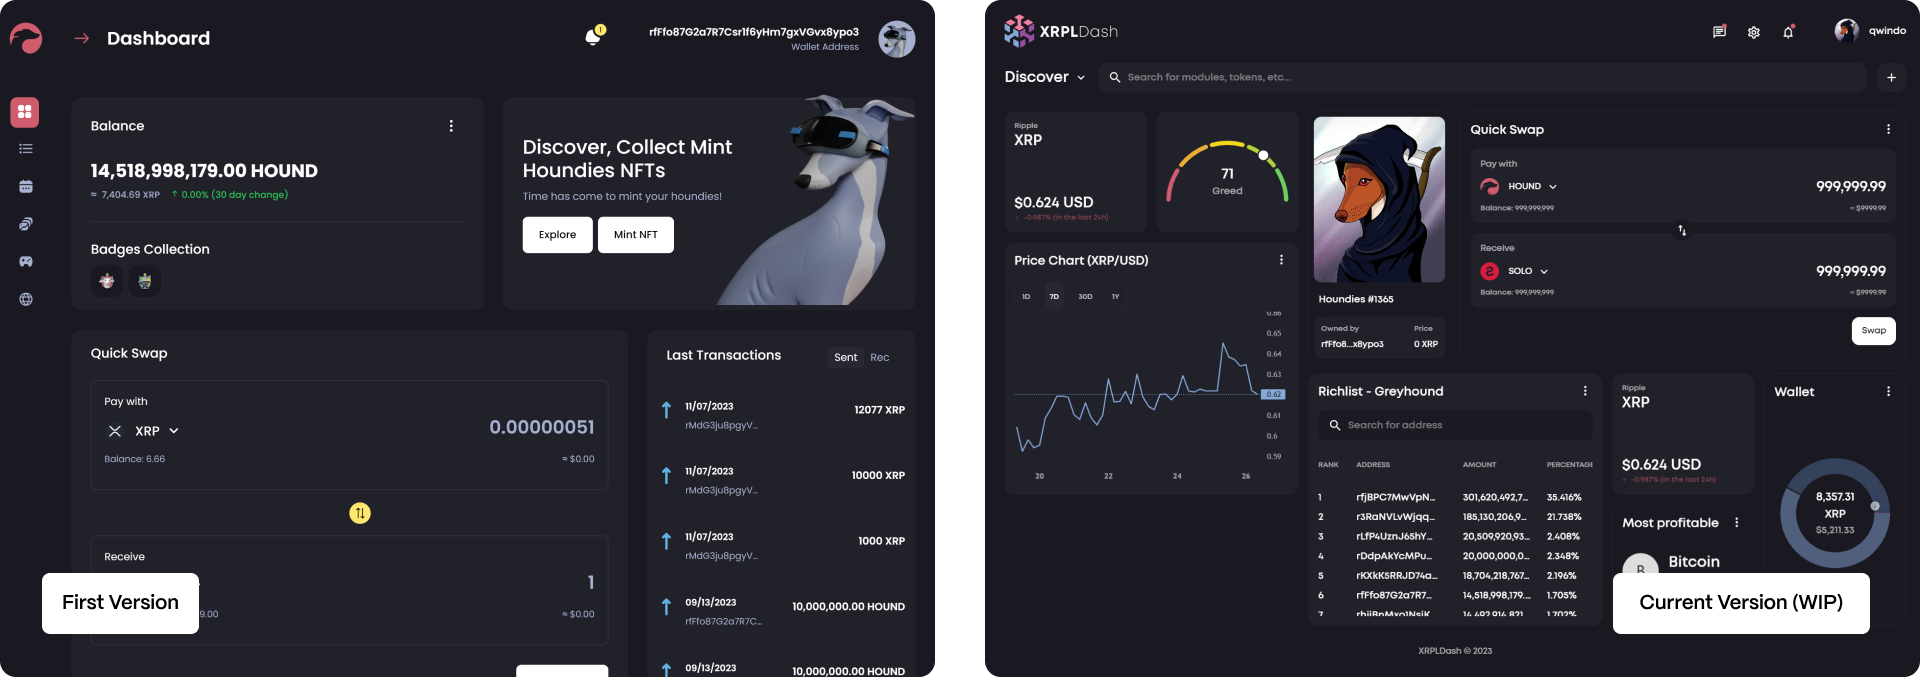 Dashboard
1
rfFfo87G2a7R7Csr1f6yHm7gxVGvx8ypo3
Wallet Address
Balance
14,518,998,179.00 HOUND
≈ 7,404.69 XRP
↑ 0.00% (30 day change)
Badges Collection
Discover, Collect Mint
Houndies NFTs
Time has come to mint your houndies!
Explore
Mint NFT
Quick Swap
Pay with
XRP
0.00000051
Balance: 6.66
≈ $0.00
Receive
1
9.00
≈ $0.00
Last Transactions
Sent
Rec
11/07/2023
12077 XRP
rMdG3ju8pgyV...
11/07/2023
10000 XRP
rMdG3ju8pgyV...
11/07/2023
1000 XRP
rMdG3ju8pgyV...
09/13/2023
10,000,000.00 HOUND
rfFfo87G2a7R7C...
09/13/2023
10,000,000.00 HOUND
First Version
XRPLDash
qwindo
Discover
Search for modules, tokens, etc...
Ripple
XRP
$0.624 USD
-0.987% (in the last 24h)
71
Greed
Price Chart (XRP/USD)
1D
7D
30D
1Y
0.66
0.65
0.64
0.63
0.62
0.61
0.6
0.59
20
22
24
26
Houndies #1365
Owned by
Price
rfFfo8...x8ypo3
0 XRP
Quick Swap
Pay with
HOUND
999,999.99
Balance: 999,999,999
≈ $9999.99
Receive
SOLO
999,999.99
Balance: 999,999,999
≈ $9999.99
Swap
Richlist - Greyhound
Search for address
RANK ADDRESS AMOUNT PERCENTAGE
1 rfjBPC7MwVpN... 301,620,492,7... 35.416%
2 r3RaNVLvWjqq... 185,130,206,9... 21.738%
3 rLfP4UznJ65hY... 20,509,920,93... 2.408%
4 rDdpAkYcMPu... 20,000,000,0... 2.348%
5 rKXkK5RRJD74a... 18,704,218,767... 2.196%
6 rfFfo87G2a7R7... 14,518,998,179.... 1.705%
7 14,492,914,821 1.702%
Ripple
XRP
$0.624 USD
-0.987% (in the last 24h)
Most profitable
B
Bitcoin
Wallet
8,357.31
XRP
$5,211.33
Current Version (WIP)
XRPLDash © 2023